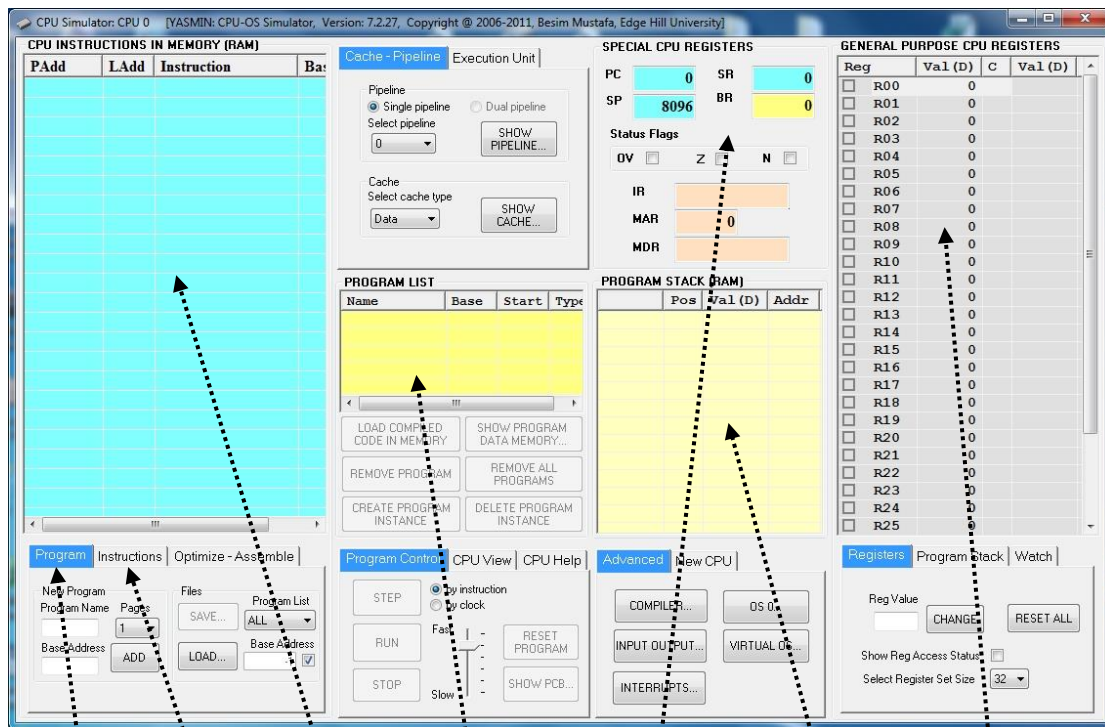 CPU Simulator: CPU 0 [YASMIN: CPU-OS Simulator, Version: 7.2.27, Copyright @ 2006-2011, Besim Mustafa, Edge Hill University]
CPU INSTRUCTIONS IN MEMORY (RAM)
PAdd LAdd Instruction Bas
Program Instructions Optimize - Assemble
New Program
Program Name Pages
1
Base Address
ADD
Files
SAVE...
Program List
ALL
LOAD...
Base Address
Cache - Pipeline Execution Unit
Pipeline
Single pipeline Dual pipeline
Select pipeline
0
SHOW
PIPELINE...
Cache
Select cache type
Data
SHOW
CACHE...
PROGRAM LIST
Name Base Start Type
LOAD COMPILED
CODE IN MEMORY
SHOW PROGRAM
DATA MEMORY...
REMOVE PROGRAM
REMOVE ALL
PROGRAMS
CREATE PROGRAM
INSTANCE
DELETE PROGRAM
INSTANCE
Program Control CPU View CPU Help
STEP
by instruction
by clock
RUN
Fast
RESET
PROGRAM
STOP
Slow
SHOW PCB...
SPECIAL CPU REGISTERS
PC 0 SR 0
SP 8096 BR 0
Status Flags
OV Z N
IR
MAR 0
MDR
PROGRAM STACK (RAM)
Pos Val(D) Addr
Advanced New CPU
COMPILER... OS 0...
INPUT OUTPUT... VIRTUAL OS...
INTERRUPTS...
GENERAL PURPOSE CPU REGISTERS
Reg Val(D) C Val(D)
R00 0
R01 0
R02 0
R03 0
R04 0
R05 0
R06 0
R07 0
R08 0
R09 0
R10 0
R11 0
R12 0
R13 0
R14 0
R15 0
R16 0
R17 0
R18 0
R19 0
R20 0
R21 0
R22 0
R23 0
R24 0
R25 0
Registers Program Stack Watch
Reg Value
CHANGE
RESET ALL
Show Reg Access Status
Select Register Set Size 32